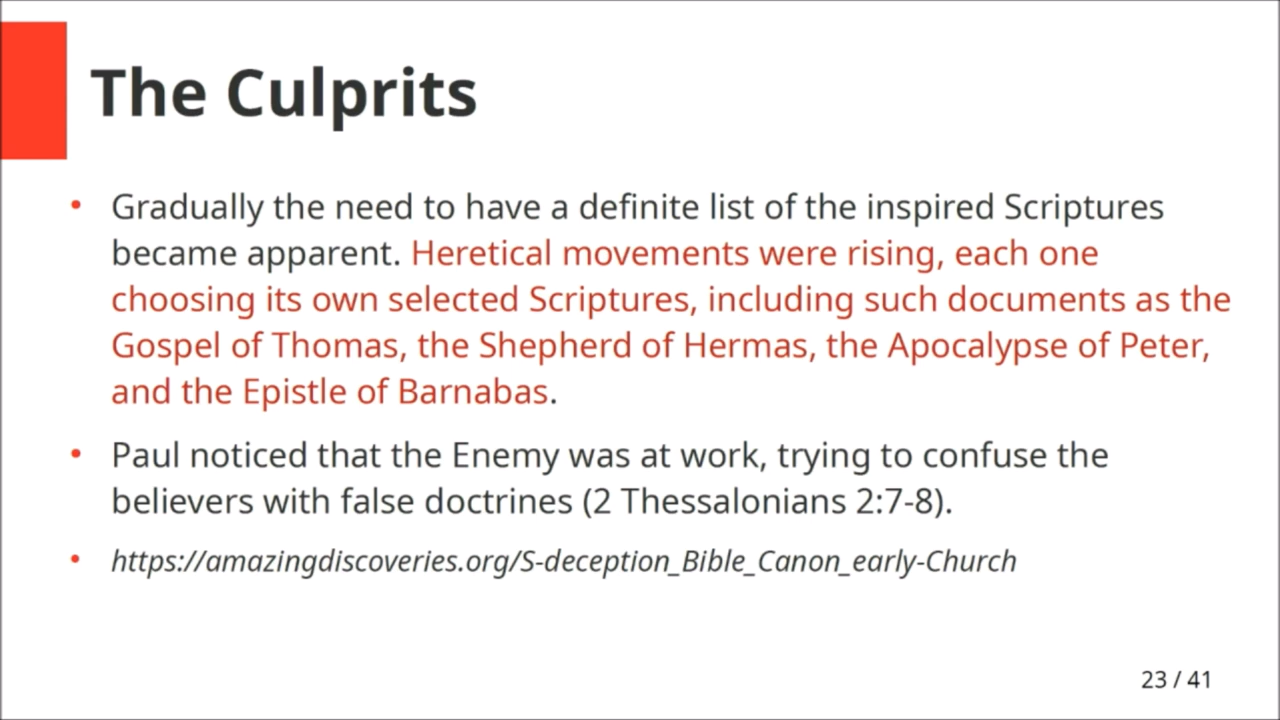 The Culprits
• Gradually the need to have a definite list of the inspired Scriptures
became apparent. Heretical movements were rising, each one
choosing its own selected Scriptures, including such documents as the
Gospel of Thomas, the Shepherd of Hermas, the Apocalypse of Peter,
and the Epistle of Barnabas.
• Paul noticed that the Enemy was at work, trying to confuse the
believers with false doctrines (2 Thessalonians 2:7-8).
• https://amazingdiscoveries.org/S-deception_Bible_Canon_early-Church
23 / 41